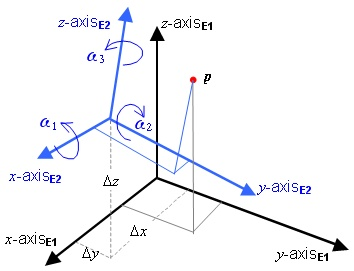 z-axisE2
z-axisE1
α3
p
α1
α2
x-axisE2
Δz
y-axisE2
x-axisE1
Δx
Δy
y-axisE1